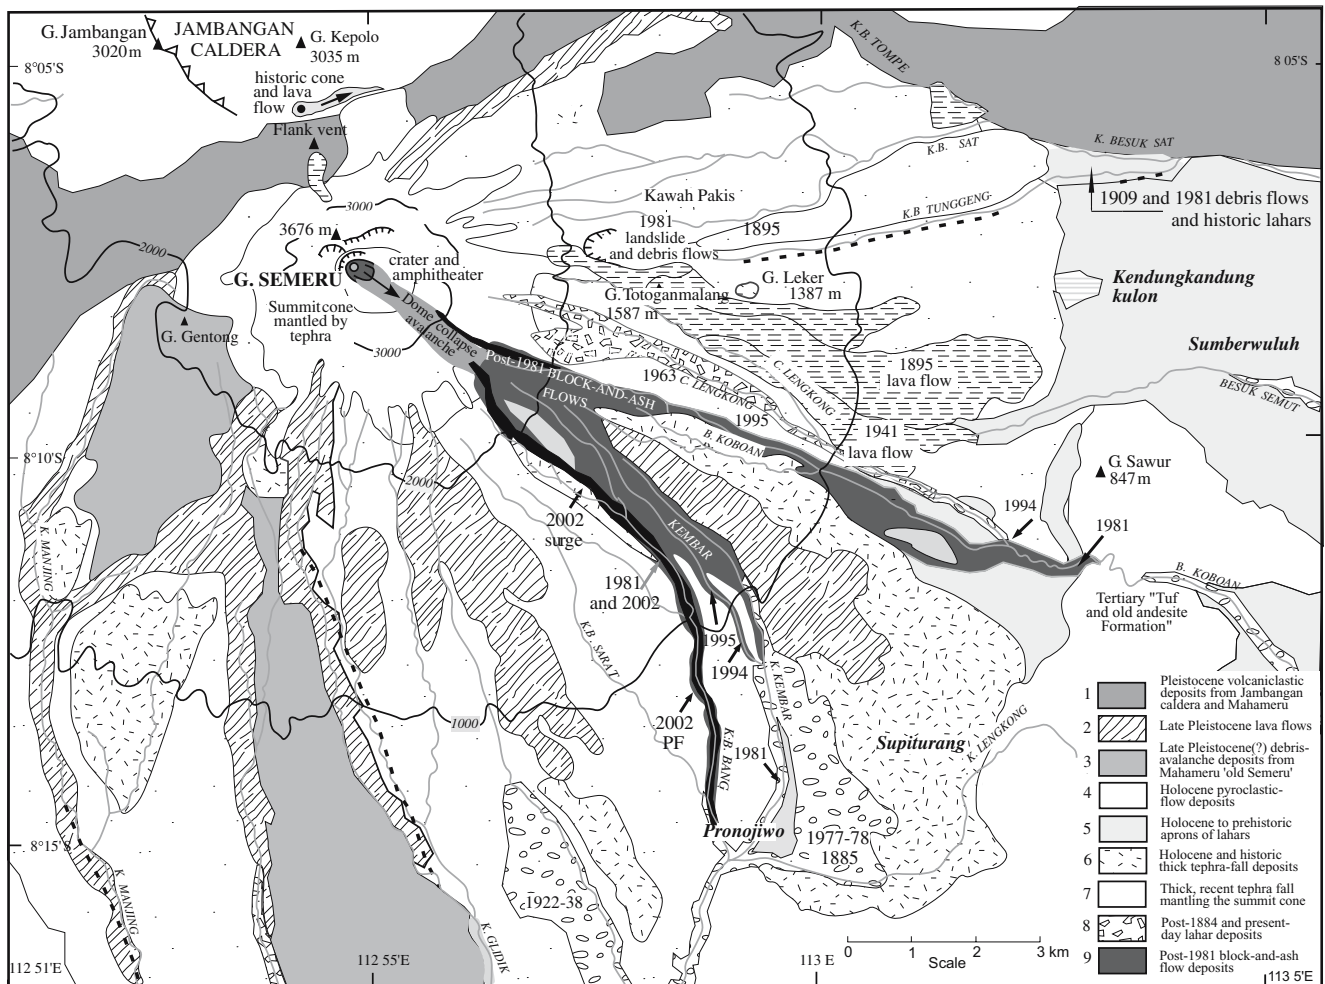 G. Jambangan
3020 m
JAMBANGAN
CALDERA
G. Kepolo
3035 m
8°05'S
8 05'S
historic cone
and lava
flow
Flank vent
K.B. TOMPE
K. BESUK SAT
K.B. SAT
K.B TUNGGENG
1909 and 1981 debris flows
and historic lahars
3000
2000
3676 m
Kawah Pakis
1981
landslide
and debris flows
1895
crater and
amphitheater
G. SEMERU
G. Leker
1387 m
Kendungkandung
kulon
G. Totoganmalang
1587 m
Summit cone
mantled by
tephra
Dome collapse
avalanche
G. Gentong
3000
Sumberwuluh
Post-1981 BLOCK-AND-ASH
FLOWS
1963
C. LENGKONG
C. LENGKONG
1895
lava flow
BESUK SEMUT
1995
B. KOBOAN
1941
lava flow
8°10'S
2000
G. Sawur
847 m
1994
1981
2002
surge
KEMBAR
K. MANJING
1981
and 2002
B. KOBOAN
Tertiary "Tuf
and old andesite
Formation"
K.B. SARAT
1995
1994
K. KEMBAR
1000
2002
PF
K.B. BANG
1981
Supiturang
K. LENGKONG
Pronojiwo
1977-78
1885
8°15'S
K. MANJING
1922-38
K. GLIDIK
1 Pleistocene volcaniclastic
deposits from Jambangan
caldera and Mahameru
2 Late Pleistocene lava flows
3 Late Pleistocene(?) debris-
avalanche deposits from
Mahameru 'old Semeru'
4 Holocene pyroclastic-
flow deposits
5 Holocene to prehistoric
aprons of lahars
6 Holocene and historic
thick tephra-fall deposits
7 Thick, recent tephra fall
mantling the summit cone
8 Post-1884 and present-
day lahar deposits
9 Post-1981 block-and-ash
flow deposits
0 1 2 3 km
Scale
112 51'E
112 55'E
113 E
113 5'E